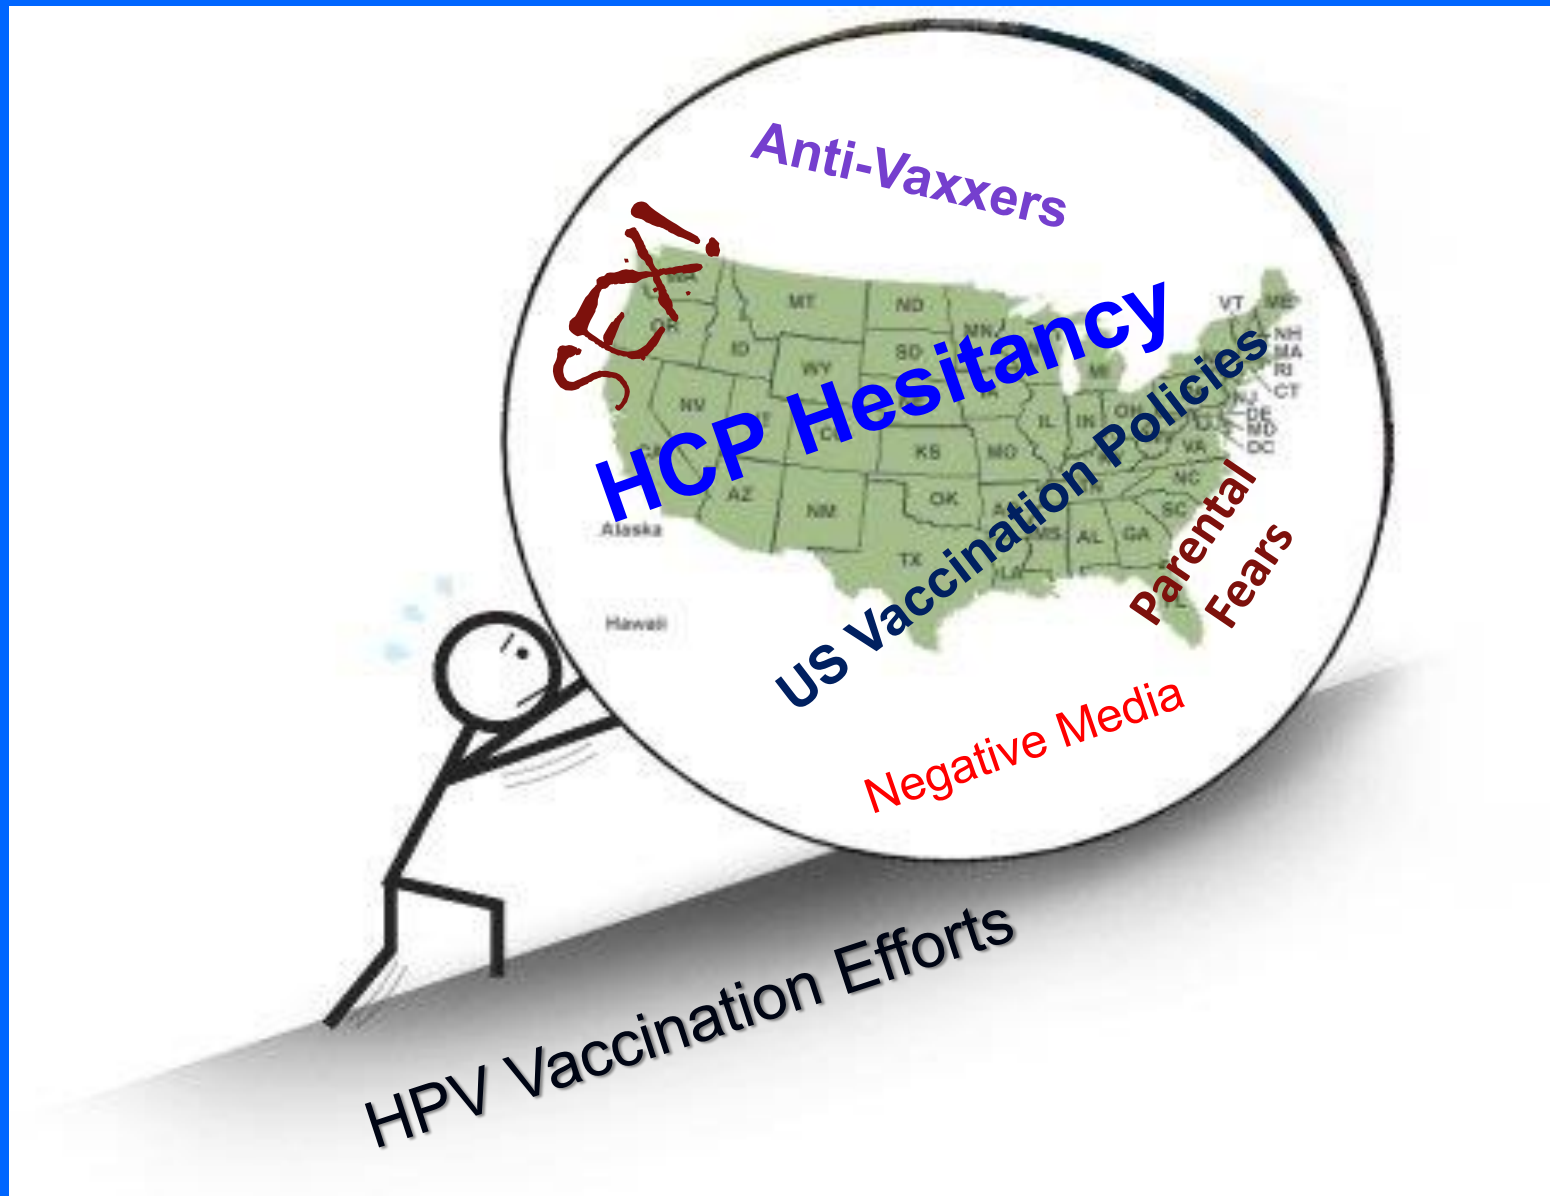 Anti-Vaxxers
SEX!
HCP Hesitancy
US Vaccination Policies
Parental
Fears
Negative Media
HPV Vaccination Efforts
MT
ND
MN
VT
ME
NH
MA
RI
CT
NJ
DE
MD
DC
OR
ID
WY
SD
MI
NV
IL
IN
OH
VA
CA
KS
MO
NC
AZ
NM
OK
SC
TX
MS
AL
GA
LA
Alaska
Hawaii